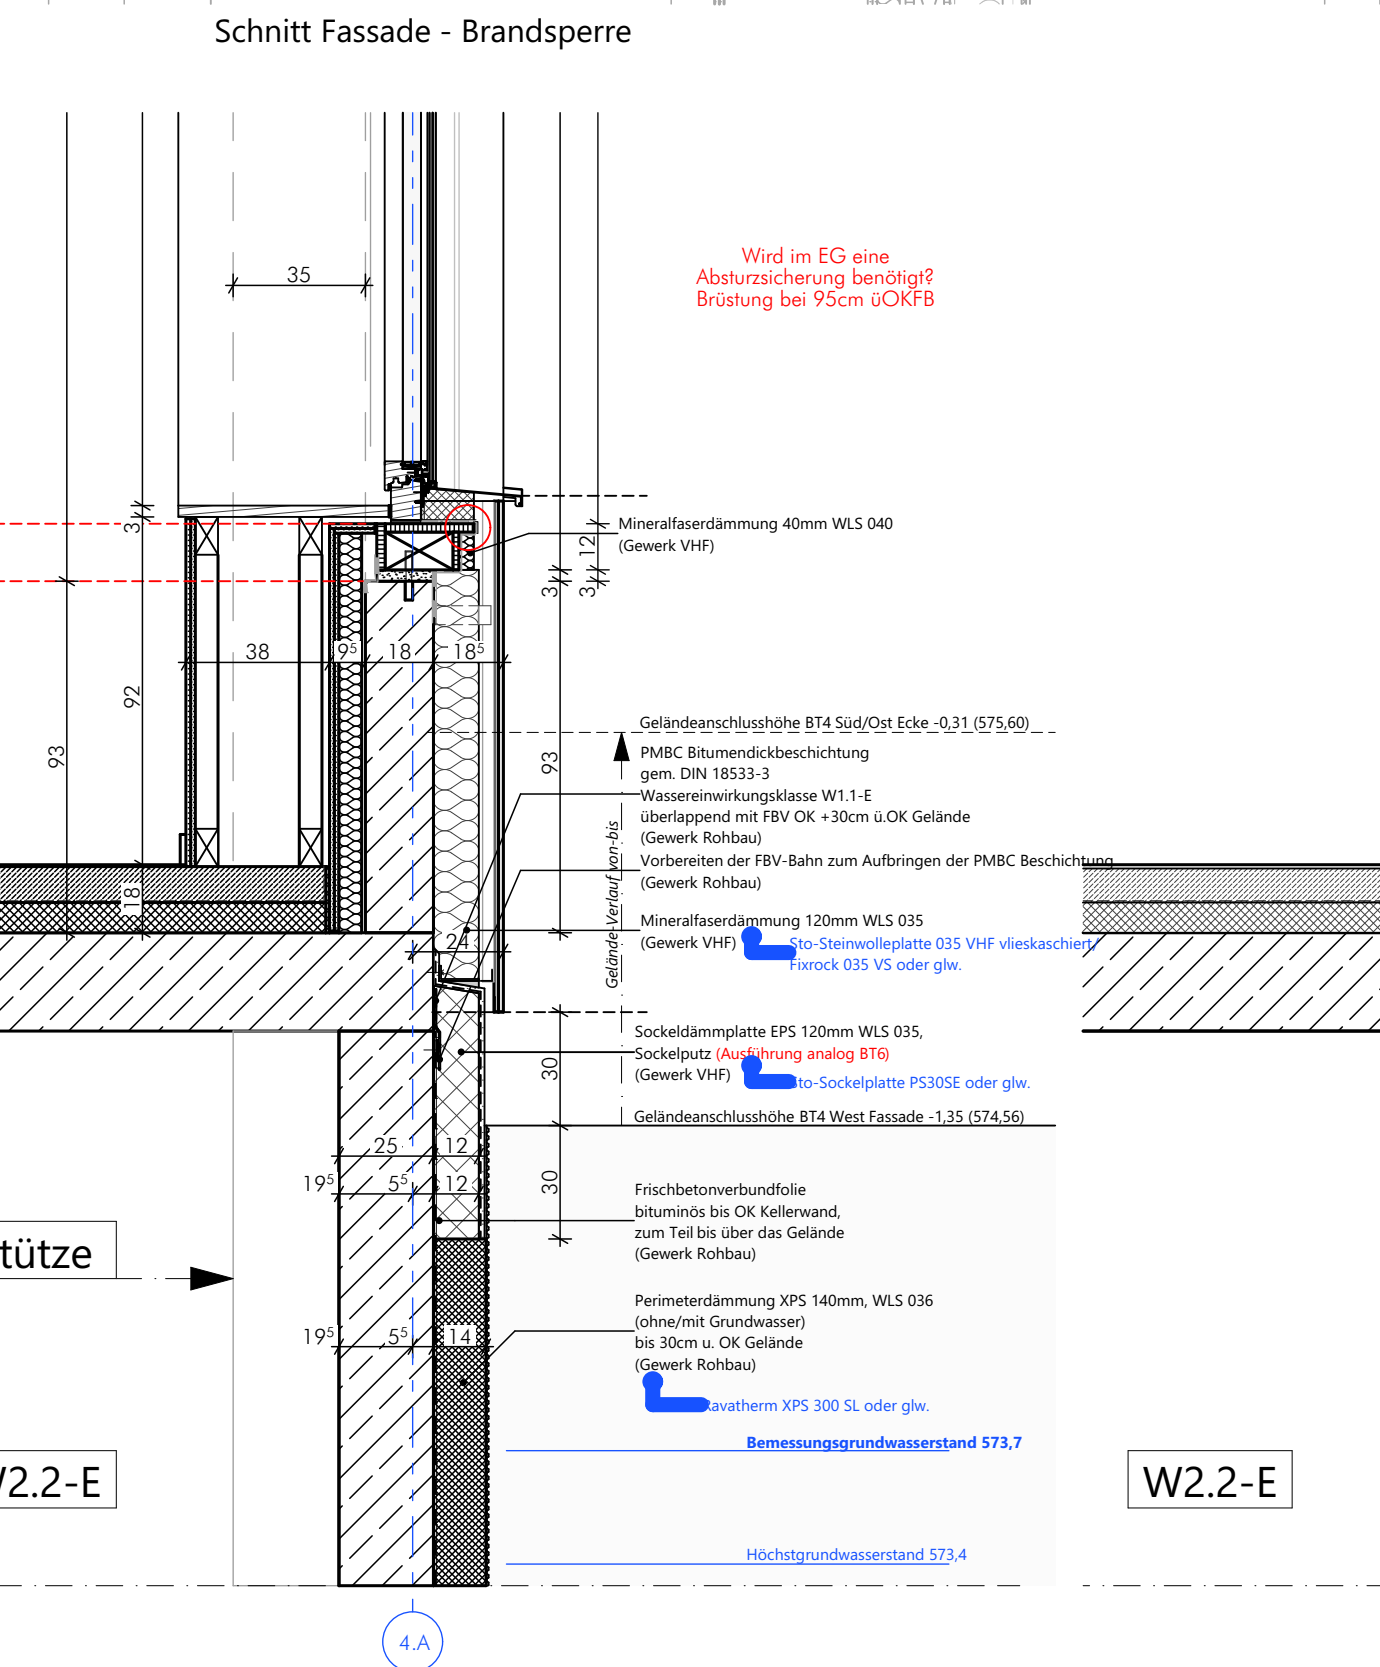 Schnitt Fassade - Brandsperre
Wird im EG eine
Absturzsicherung benötigt?
Brüstung bei 95cm üOKFB
35
3
Mineralfaserdämmung 40mm WLS 040
(Gewerk VHF)
12
3
3
38
9⁵
18
18⁵
92
93
93
18
Geländeanschlusshöhe BT4 Süd/Ost Ecke -0,31 (575,60)
PMBC Bitumendickbeschichtung
gem. DIN 18533-3
Wassereinwirkungsklasse W1.1-E
überlappend mit FBV OK +30cm ü.OK Gelände
(Gewerk Rohbau)
Vorbereiten der FBV-Bahn zum Aufbringen der PMBC Beschichtung
(Gewerk Rohbau)
Gelände-Verlauf von-bis
Mineralfaserdämmung 120mm WLS 035
(Gewerk VHF)
Sto-Steinwolleplatte 035 VHF vlieskaschiert/
Fixrock 035 VS oder glw.
24
Sockeldämmplatte EPS 120mm WLS 035,
Sockelputz (Ausführung analog BT6)
(Gewerk VHF)
Sto-Sockelplatte PS30SE oder glw.
30
Geländeanschlusshöhe BT4 West Fassade -1,35 (574,56)
25
12
19⁵
5⁵
12
30
Frischbetonverbundfolie
bituminös bis OK Kellerwand,
zum Teil bis über das Gelände
(Gewerk Rohbau)
tütze
Perimeterdämmung XPS 140mm, WLS 036
(ohne/mit Grundwasser)
bis 30cm u. OK Gelände
(Gewerk Rohbau)
19⁵
5⁵
14
Ravatherm XPS 300 SL oder glw.
Bemessungsgrundwasserstand 573,7
W2.2-E
W2.2-E
Höchstgrundwasserstand 573,4
4.A